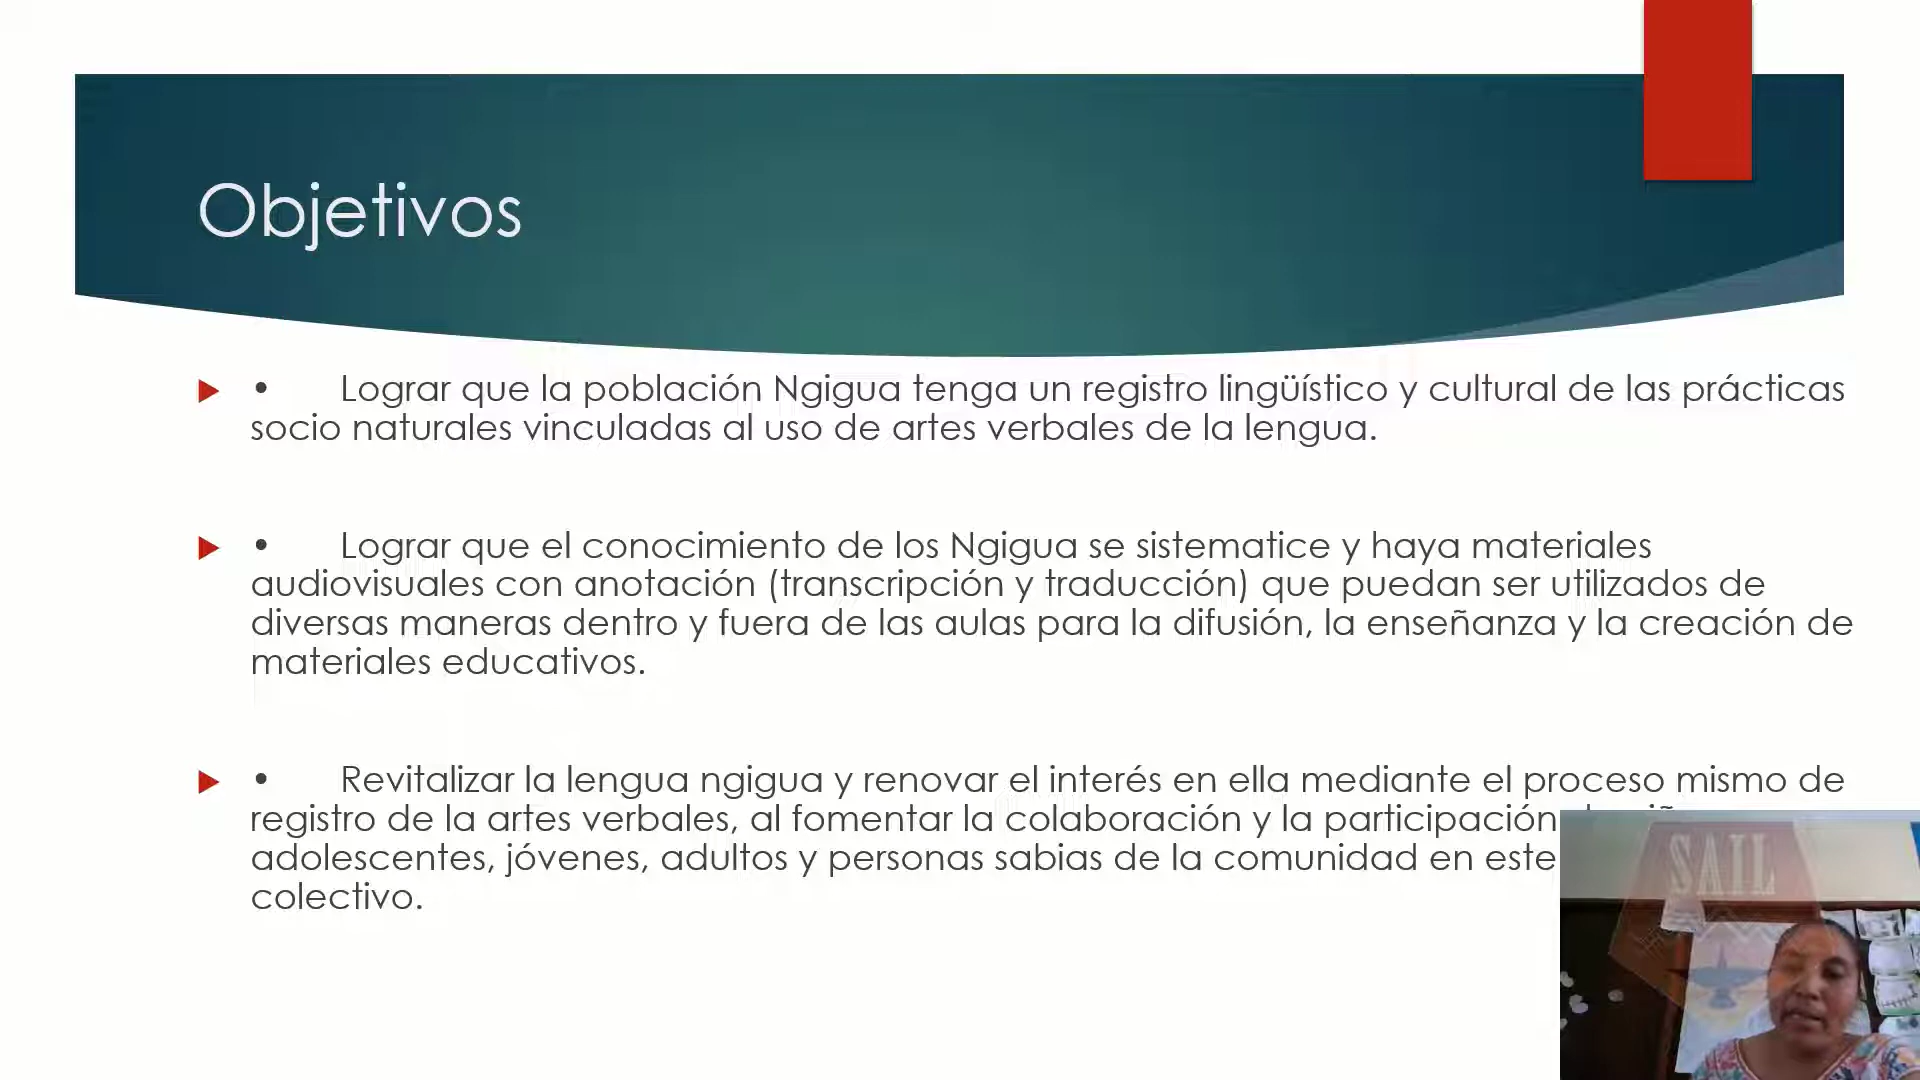 Objetivos
• Lograr que la población Ngigua tenga un registro lingüístico y cultural de las prácticas
socio naturales vinculadas al uso de artes verbales de la lengua.
• Lograr que el conocimiento de los Ngigua se sistematice y haya materiales
audiovisuales con anotación (transcripción y traducción) que puedan ser utilizados de
diversas maneras dentro y fuera de las aulas para la difusión, la enseñanza y la creación de
materiales educativos.
• Revitalizar la lengua ngigua y renovar el interés en ella mediante el proceso mismo de
registro de la artes verbales, al fomentar la colaboración y la participación
adolescentes, jóvenes, adultos y personas sabias de la comunidad en este
colectivo.
SAIL